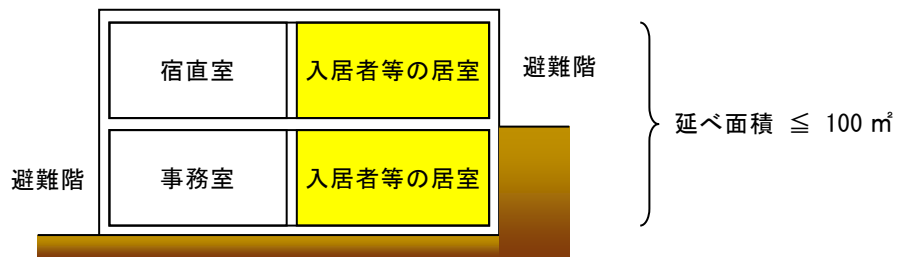 宿直室
入居者等の居室
避難階
延べ面積 ≦ 100 ㎡
避難階
事務室
入居者等の居室